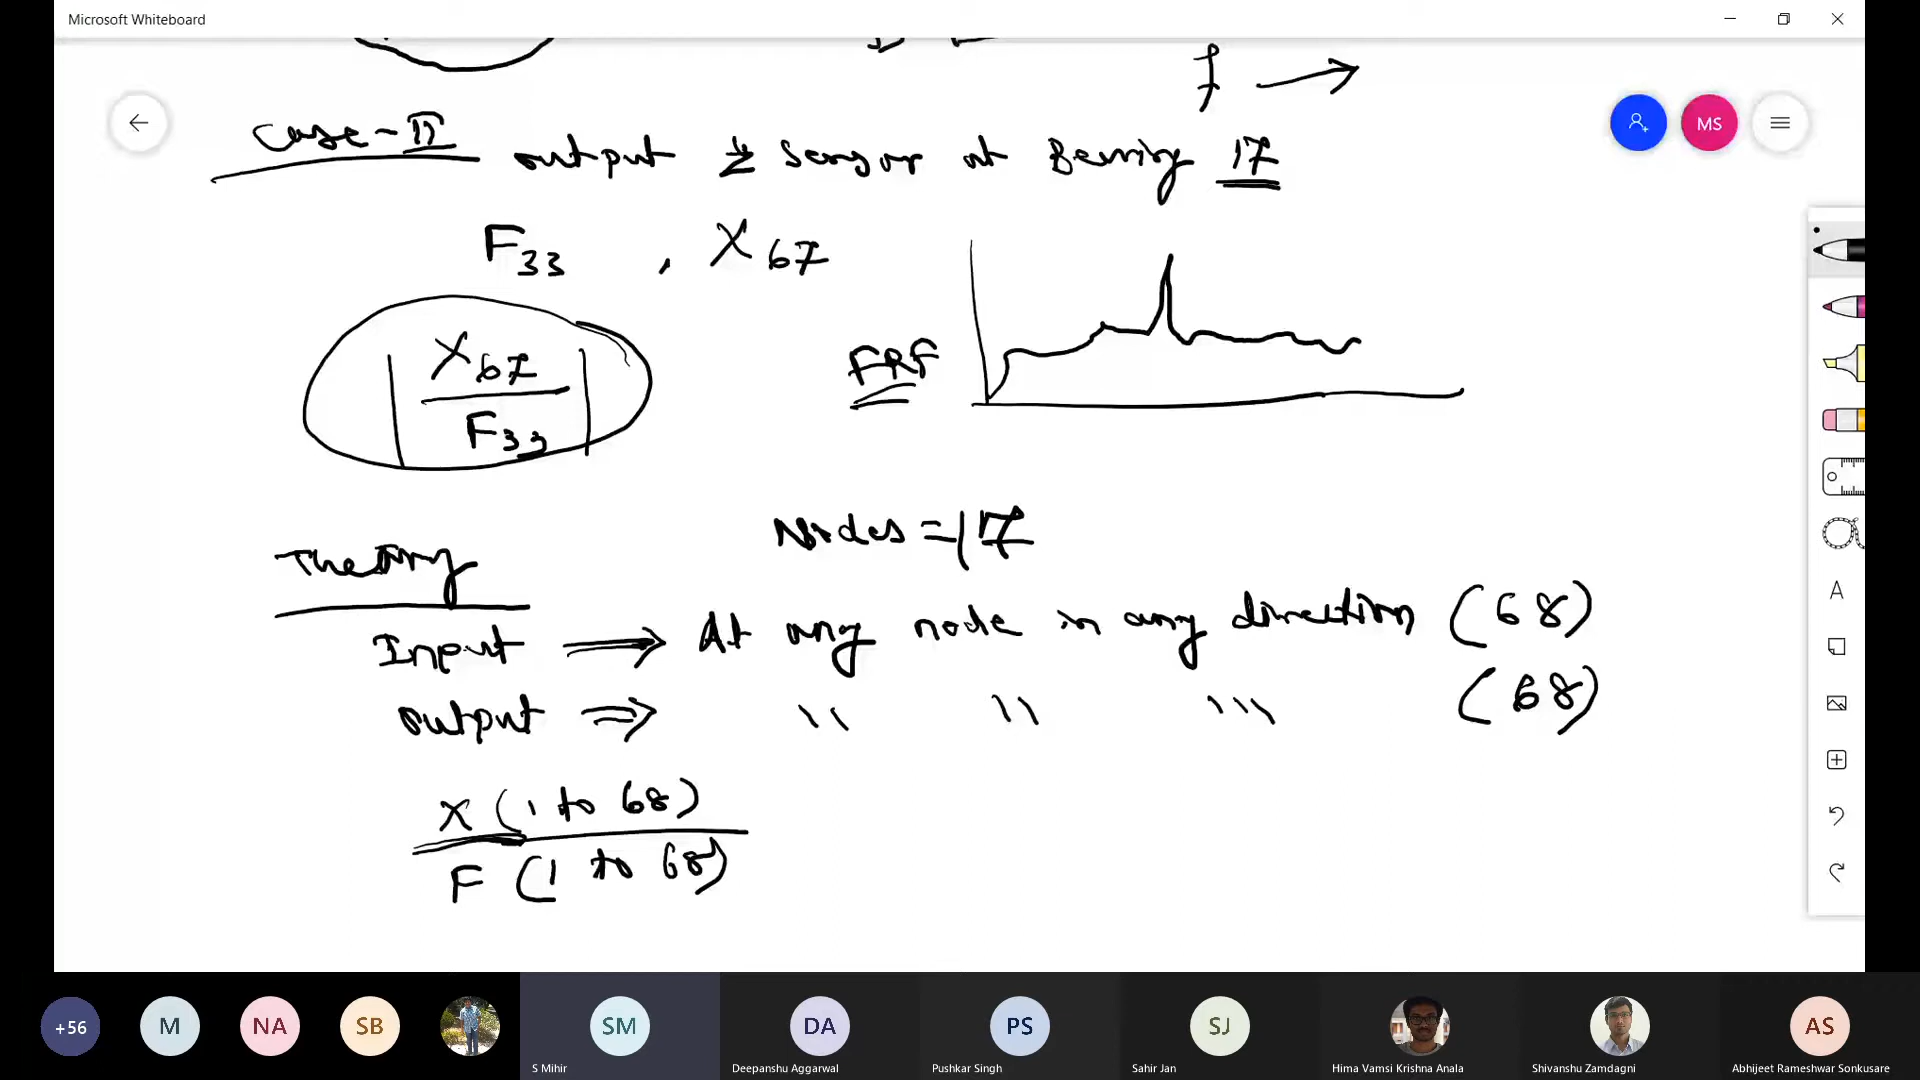 Microsoft Whiteboard
f
Case-II output sensor at Bearing 17
F33 , X67
MS
X67
F33
FRF
Nodes = 17
Theory
Input ⟹ At any node in any direction (68)
output ⟹ " " " (68)
X (1 to 68)
F (1 to 68)
A
+56 M NA SB SM DA PS SJ AS
S Mihir Deepanshu Aggarwal Pushkar Singh Sahir Jan Hima Vamsi Krishna Anala Shivanshu Zamdagni Abhijeet Rameshwar Sonkusare